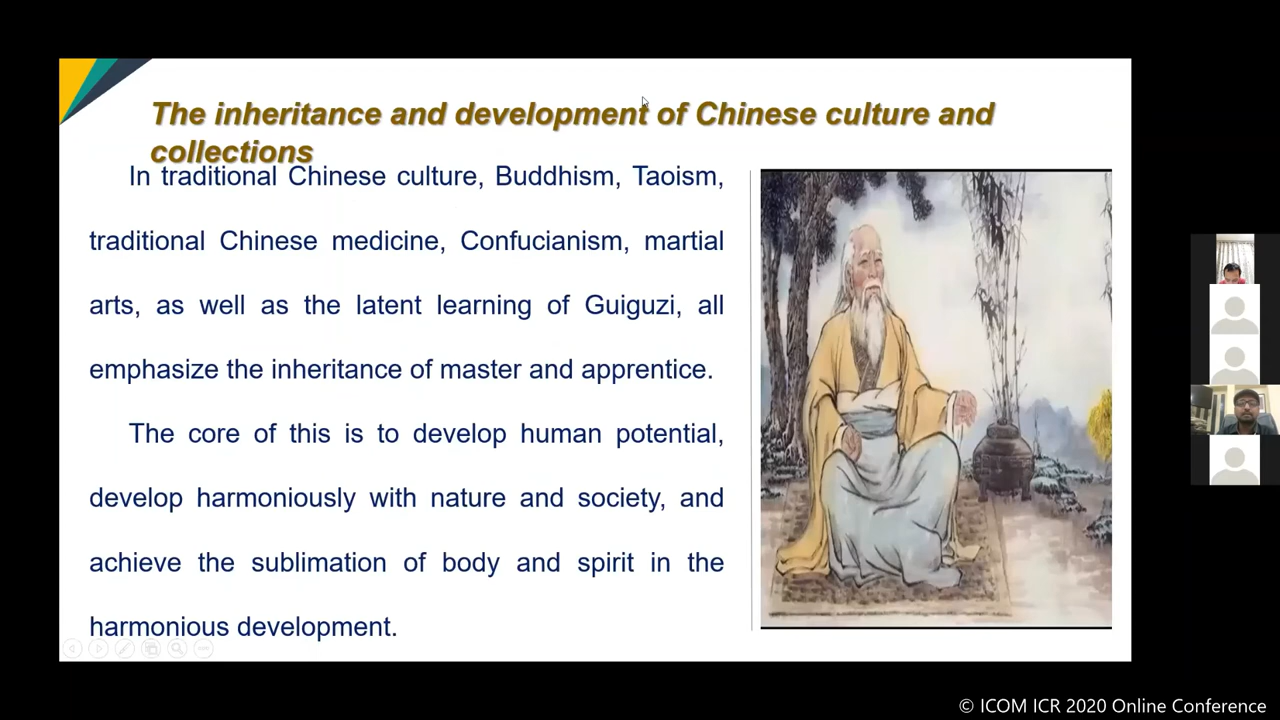 The inheritance and development of Chinese culture and
collections
In traditional Chinese culture, Buddhism, Taoism,
traditional Chinese medicine, Confucianism, martial
arts, as well as the latent learning of Guiguzi, all
emphasize the inheritance of master and apprentice.
The core of this is to develop human potential,
develop harmoniously with nature and society, and
achieve the sublimation of body and spirit in the
harmonious development.
© ICOM ICR 2020 Online Conference